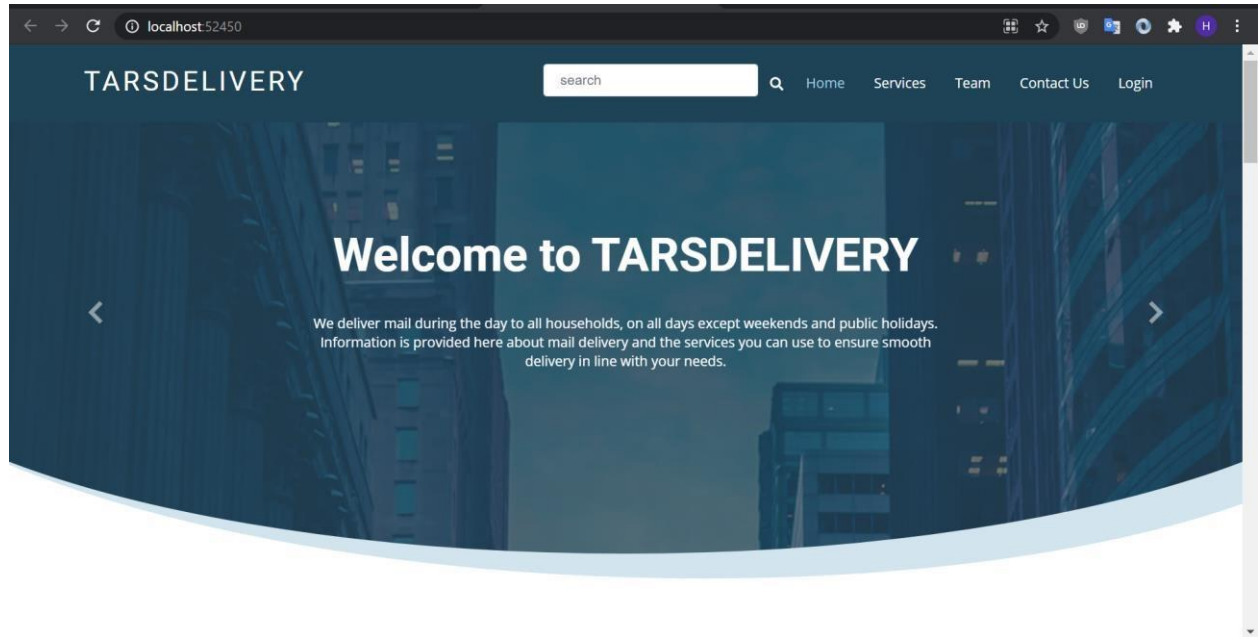 localhost:52450
H
TARSDELIVERY
search
Home
Services
Team
Contact Us
Login
Welcome to TARSDELIVERY
We deliver mail during the day to all households, on all days except weekends and public holidays.
Information is provided here about mail delivery and the services you can use to ensure smooth
delivery in line with your needs.